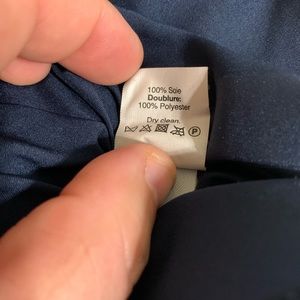 100% Soie
Doublure:
100% Polyester
Dry clean.
P